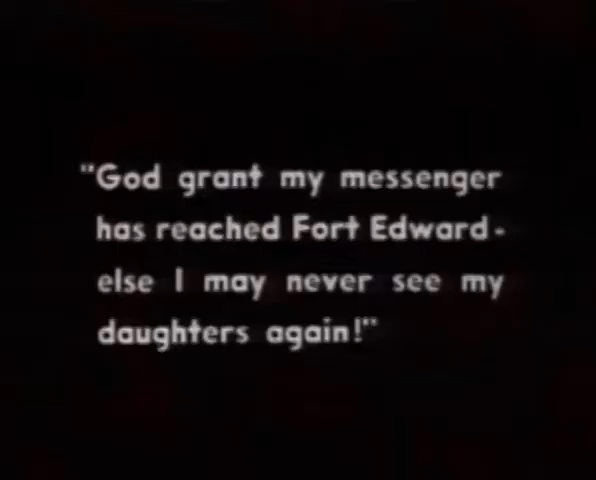 "God grant my messenger
has reached Fort Edward-
else I may never see my
daughters again!"